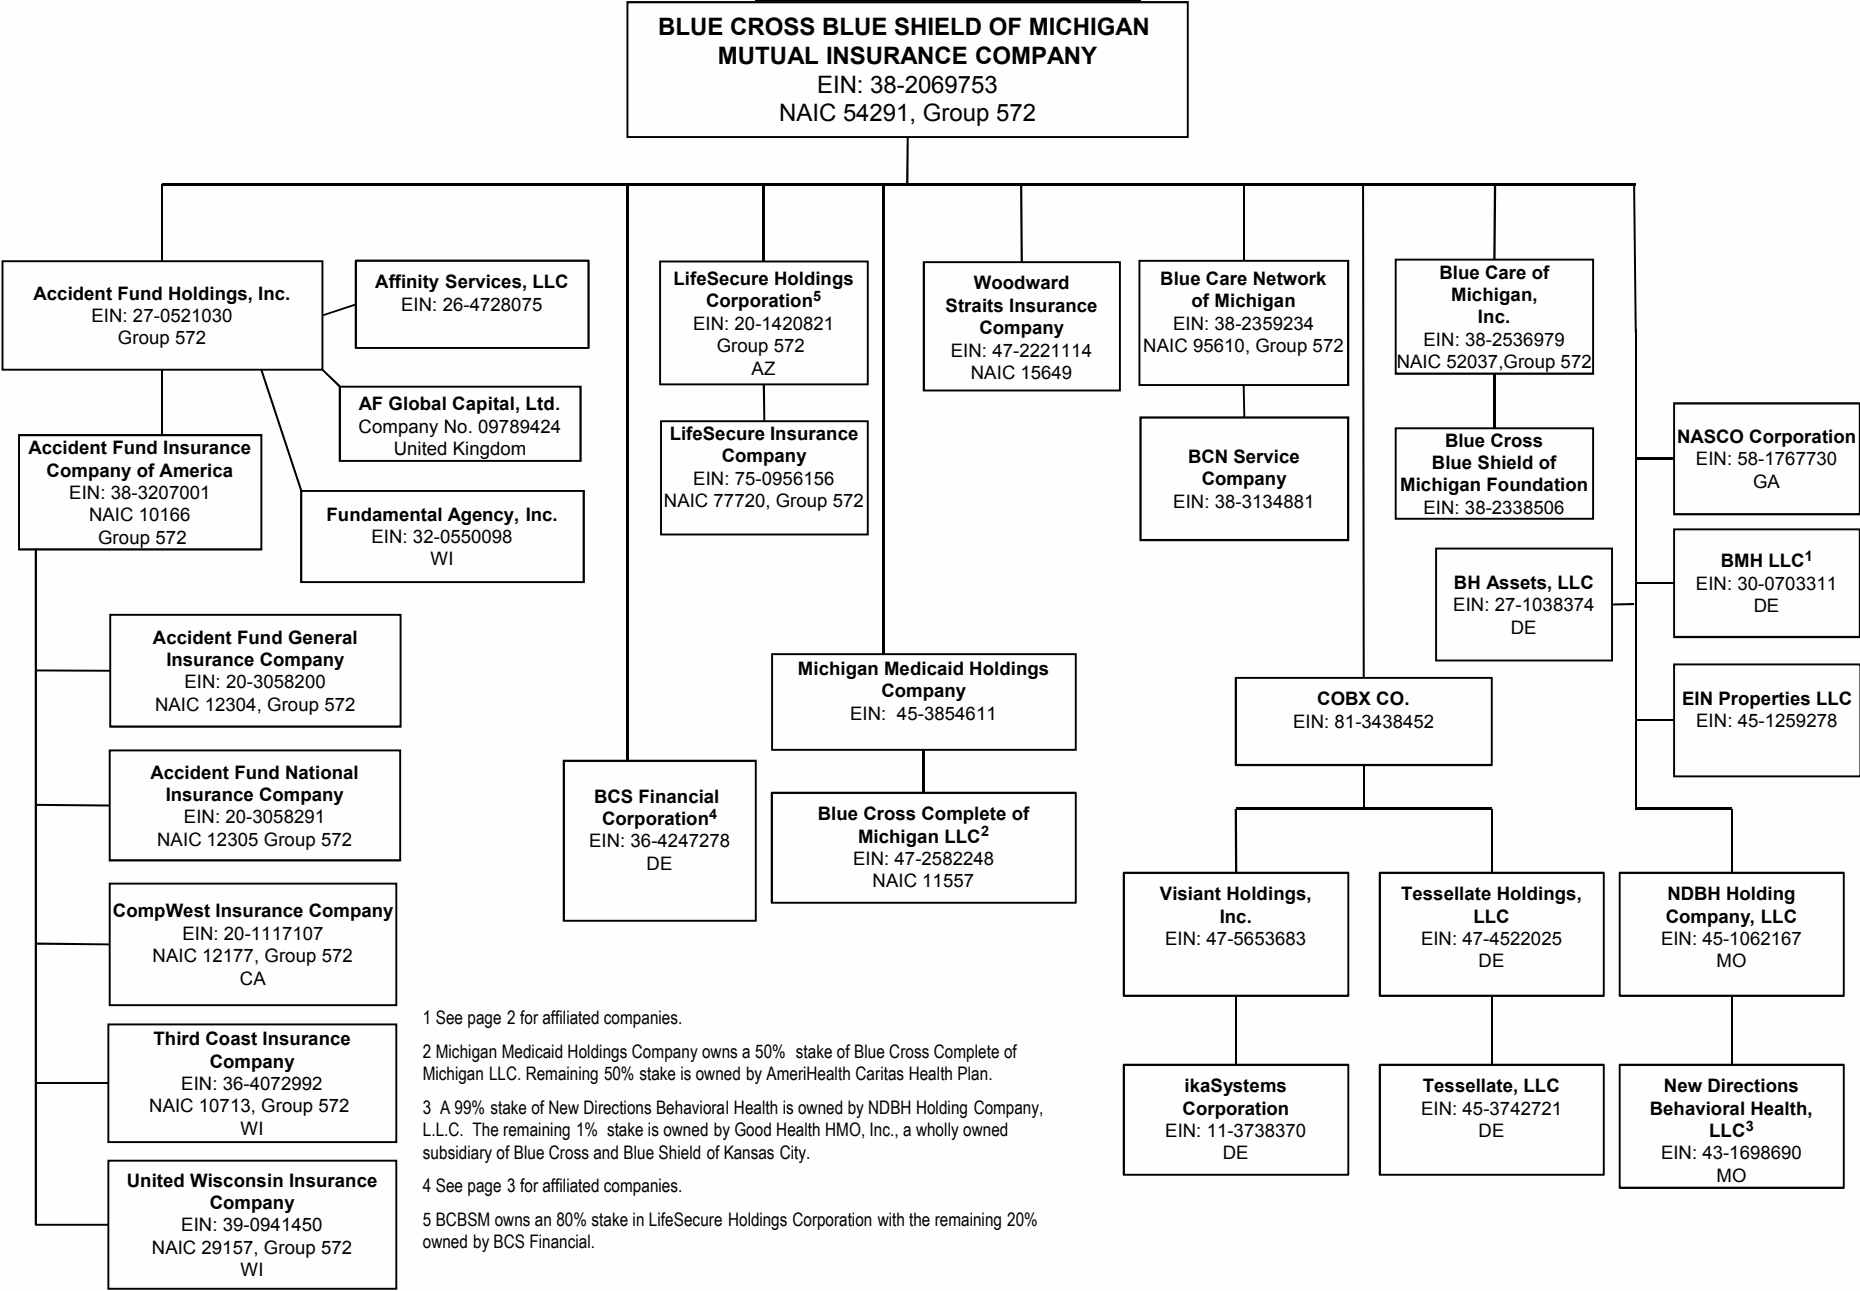 BLUE CROSS BLUE SHIELD OF MICHIGAN
MUTUAL INSURANCE COMPANY
EIN: 38-2069753
NAIC 54291, Group 572
Accident Fund Holdings, Inc.
EIN: 27-0521030
Group 572
Affinity Services, LLC
EIN: 26-4728075
AF Global Capital, Ltd.
Company No. 09789424
United Kingdom
Fundamental Agency, Inc.
EIN: 32-0550098
WI
Accident Fund Insurance
Company of America
EIN: 38-3207001
NAIC 10166
Group 572
Accident Fund General
Insurance Company
EIN: 20-3058200
NAIC 12304, Group 572
Accident Fund National
Insurance Company
EIN: 20-3058291
NAIC 12305 Group 572
CompWest Insurance Company
EIN: 20-1117107
NAIC 12177, Group 572
CA
Third Coast Insurance
Company
EIN: 36-4072992
NAIC 10713, Group 572
WI
United Wisconsin Insurance
Company
EIN: 39-0941450
NAIC 29157, Group 572
WI
BCS Financial
Corporation4
EIN: 36-4247278
DE
LifeSecure Holdings
Corporation5
EIN: 20-1420821
Group 572
AZ
LifeSecure Insurance
Company
EIN: 75-0956156
NAIC 77720, Group 572
Michigan Medicaid Holdings
Company
EIN: 45-3854611
Blue Cross Complete of
Michigan LLC2
EIN: 47-2582248
NAIC 11557
Woodward
Straits Insurance
Company
EIN: 47-2221114
NAIC 15649
Blue Care Network
of Michigan
EIN: 38-2359234
NAIC 95610, Group 572
BCN Service
Company
EIN: 38-3134881
COBX CO.
EIN: 81-3438452
Visiant Holdings,
Inc.
EIN: 47-5653683
ikaSystems
Corporation
EIN: 11-3738370
DE
Tessellate Holdings,
LLC
EIN: 47-4522025
DE
Tessellate, LLC
EIN: 45-3742721
DE
Blue Care of
Michigan,
Inc.
EIN: 38-2536979
NAIC 52037,Group 572
Blue Cross
Blue Shield of
Michigan Foundation
EIN: 38-2338506
BH Assets, LLC
EIN: 27-1038374
DE
NASCO Corporation
EIN: 58-1767730
GA
BMH LLC1
EIN: 30-0703311
DE
EIN Properties LLC
EIN: 45-1259278
NDBH Holding
Company, LLC
EIN: 45-1062167
MO
New Directions
Behavioral Health,
LLC3
EIN: 43-1698690
MO
1 See page 2 for affiliated companies.
2 Michigan Medicaid Holdings Company owns a 50% stake of Blue Cross Complete of
Michigan LLC. Remaining 50% stake is owned by AmeriHealth Caritas Health Plan.
3 A 99% stake of New Directions Behavioral Health is owned by NDBH Holding Company,
L.L.C. The remaining 1% stake is owned by Good Health HMO, Inc., a wholly owned
subsidiary of Blue Cross and Blue Shield of Kansas City.
4 See page 3 for affiliated companies.
5 BCBSM owns an 80% stake in LifeSecure Holdings Corporation with the remaining 20%
owned by BCS Financial.